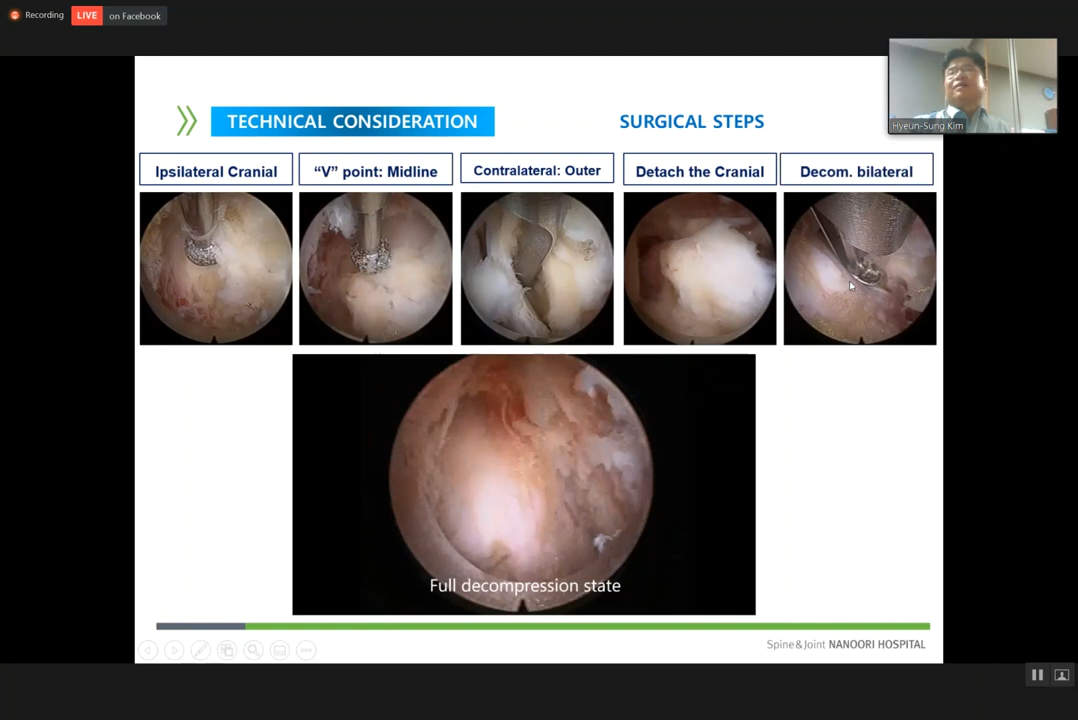 Recording
LIVE on Facebook
Hyeun-Sung Kim
TECHNICAL CONSIDERATION
SURGICAL STEPS
Ipsilateral Cranial
“V” point: Midline
Contralateral: Outer
Detach the Cranial
Decom. bilateral
Full decompression state
Spine & Joint NANOORI HOSPITAL